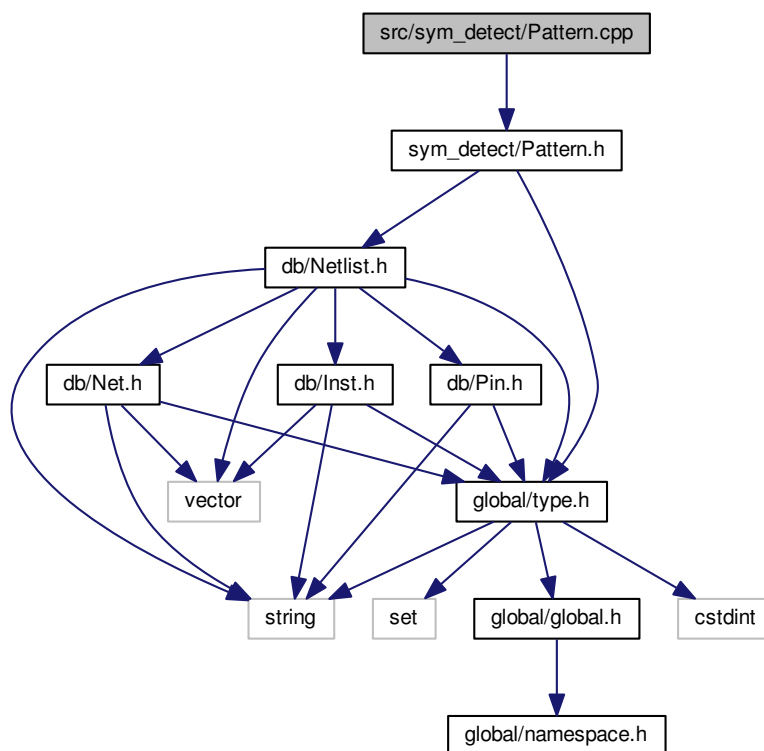 src/sym_detect/Pattern.cpp
sym_detect/Pattern.h
db/Netlist.h
db/Net.h
db/Inst.h
db/Pin.h
vector
global/type.h
string
set
global/global.h
cstdint
global/namespace.h